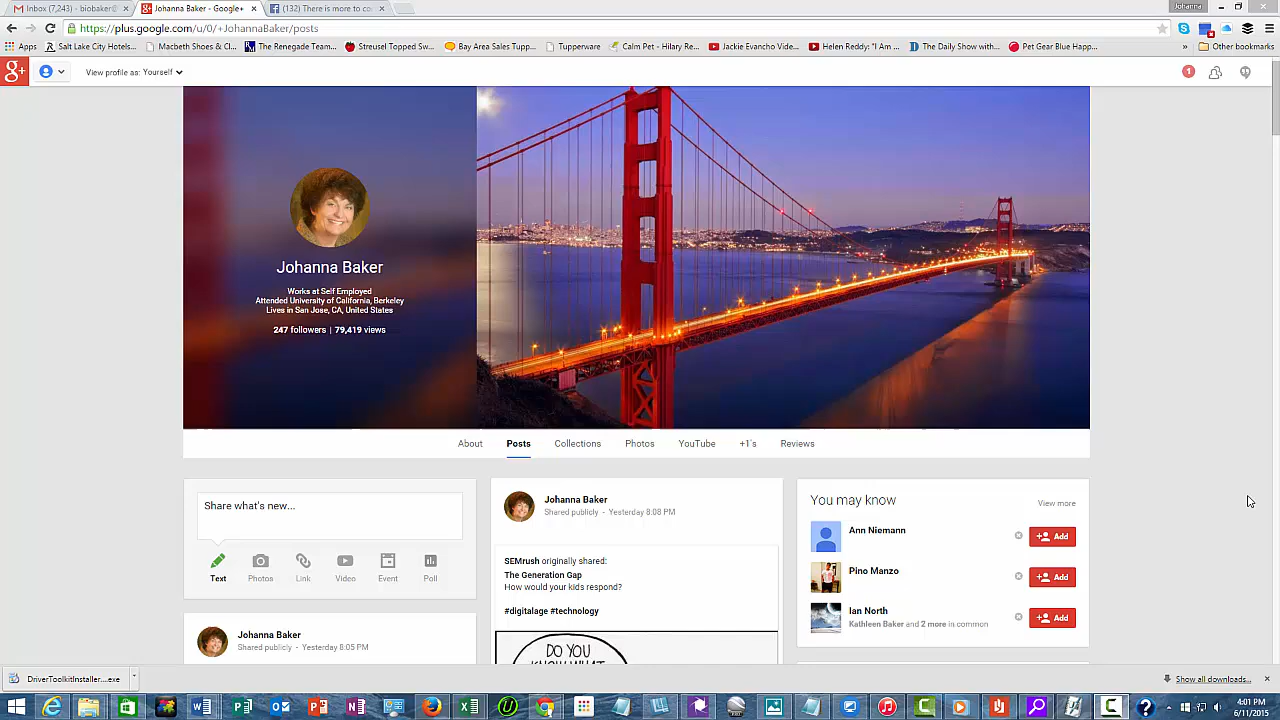 Inbox (7,243) - biobaker@
Johanna Baker - Google+
(132) There is more to co
Johanna
https://plus.google.com/u/0/+JohannaBaker/posts
Apps
Salt Lake City Hotels...
Macbeth Shoes & Cl...
The Renegade Team...
Streusel Topped Sw...
Bay Area Sales Tupp...
Tupperware
Calm Pet - Hilary Re...
Jackie Evancho Vide...
Helen Reddy: "I Am ...
The Daily Show with...
Pet Gear Blue Happ...
»
Other bookmarks
g+
View profile as: Yourself
1
Johanna Baker
Works at Self Employed
Attended University of California, Berkeley
Lives in San Jose, CA, United States
247 followers | 79,419 views
About
Posts
Collections
Photos
YouTube
+1's
Reviews
Share what's new...
Text
Photos
Link
Video
Event
Poll
Johanna Baker
Shared publicly - Yesterday 8:05 PM
Johanna Baker
Shared publicly - Yesterday 8:08 PM
SEMrush originally shared:
The Generation Gap
How would your kids respond?
#digitalage #technology
DO YOU
KNOW WHAT
You may know
View more
Ann Niemann
Add
Pino Manzo
Add
Ian North
Kathleen Baker and 2 more in common
Add
DriverToolkitInstaller....exe
Show all downloads...
4:01 PM
6/11/2015